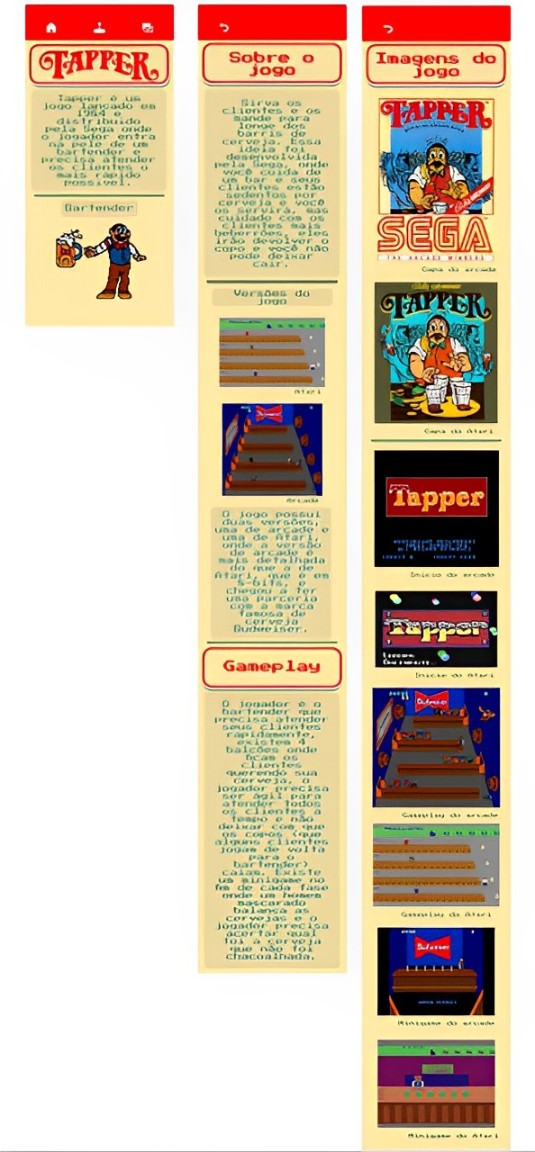 TAPPER
Tapper é um
jogo lançado em
1984 e
distribuido
pela Sega onde
o jogador entra
na pele de um
bartender e
precisa atender
os clientes o
mais rápido
possível.
Bartender
Sobre o
jogo
Sirva os
clientes e os
mande para
longe dos
barris de
cerveja. Essa
ideia foi
desenvolvida
pela Sega, onde
você cuida de
um bar e seus
clientes estão
sedentos por
cerveja e você
os servirá, mas
cuidado com os
clientes mais
beberrões, eles
irão devolver o
copo e você não
pode deixar
cair.
Versões do
jogo
Atari
Arcade
O jogo possui
duas versões,
uma de arcade e
uma de Atari,
onde a versão
de arcade é
mais detalhada
do que a de
Atari, que é em
8-bits, e
chegou a ter
uma parceria
com a marca
famosa de
cerveja
Budweiser.
Gameplay
O jogador é o
bartender que
precisa atender
seus clientes
rapidamente,
existem 4
balcões onde
ficam os
clientes
querendo sua
cerveja, o
jogador precisa
ser ágil para
atender todos
os clientes a
tempo e não
deixar com que
os copos (que
alguns clientes
jogam de volta
para o
bartender)
caiam. Existe
um minigame no
fim de cada fase
onde um homem
mascarado
balança as
cervejas e o
jogador precisa
acertar qual
foi a cerveja
que não foi
chacoalhada.
Imagens do
jogo
TAPPER
SEGA
THE ARCADE WINNERS
Capa do arcade
TAPPER
Capa do Atari
Tapper
Início do arcade
Tapper
Início do Atari
Budweiser
Gameplay do arcade
Gameplay do Atari
Budweiser
Minigame do arcade
Minigame do Atari